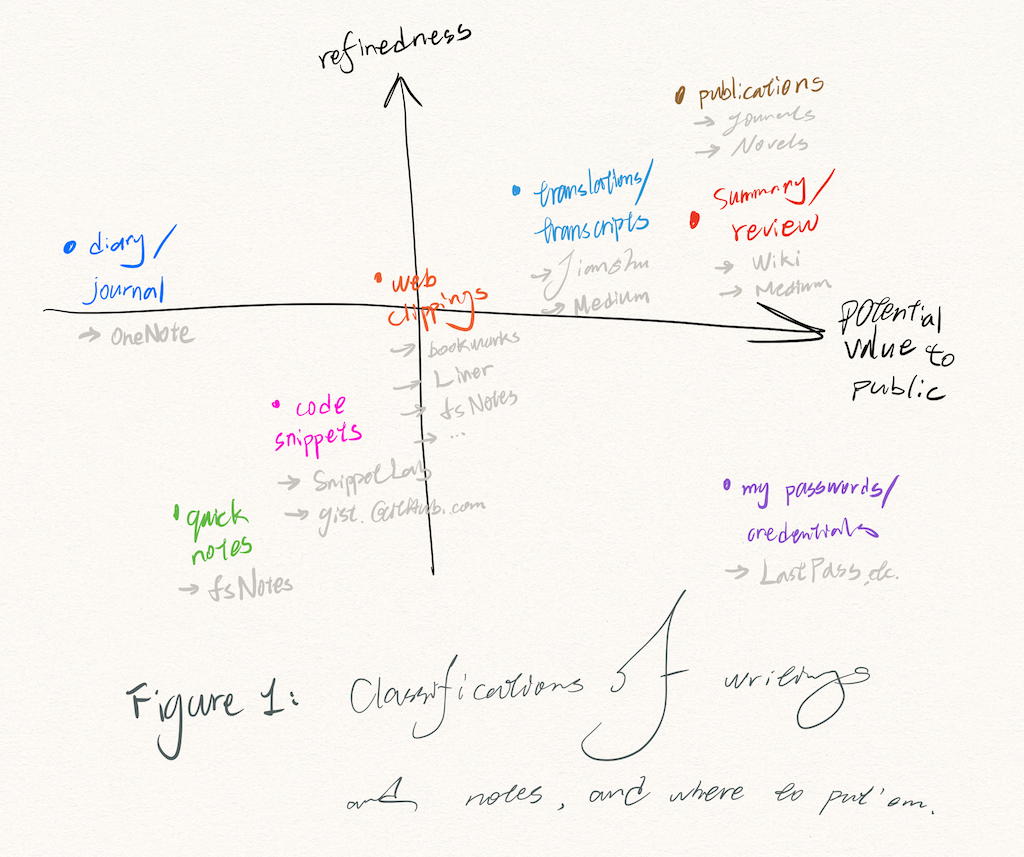 refinedness
• publications
→ Journals
→ Novels
• translations/
transcripts
→ Jianshu
→ Medium
• Summary/
review
→ Wiki
→ Medium
• diary/
journal
→ OneNote
• web
clippings
→ bookmarks
→ Liner
→ fsNotes
→ ...
potential
value to
public
• code
snippets
→ SnippetLab
→ gist.GitHub.com
• quick
notes
→ fsNotes
• my passwords/
credentials
→ LastPass, etc.
Figure 1: Classifications of writings
and notes, and where to put'em.